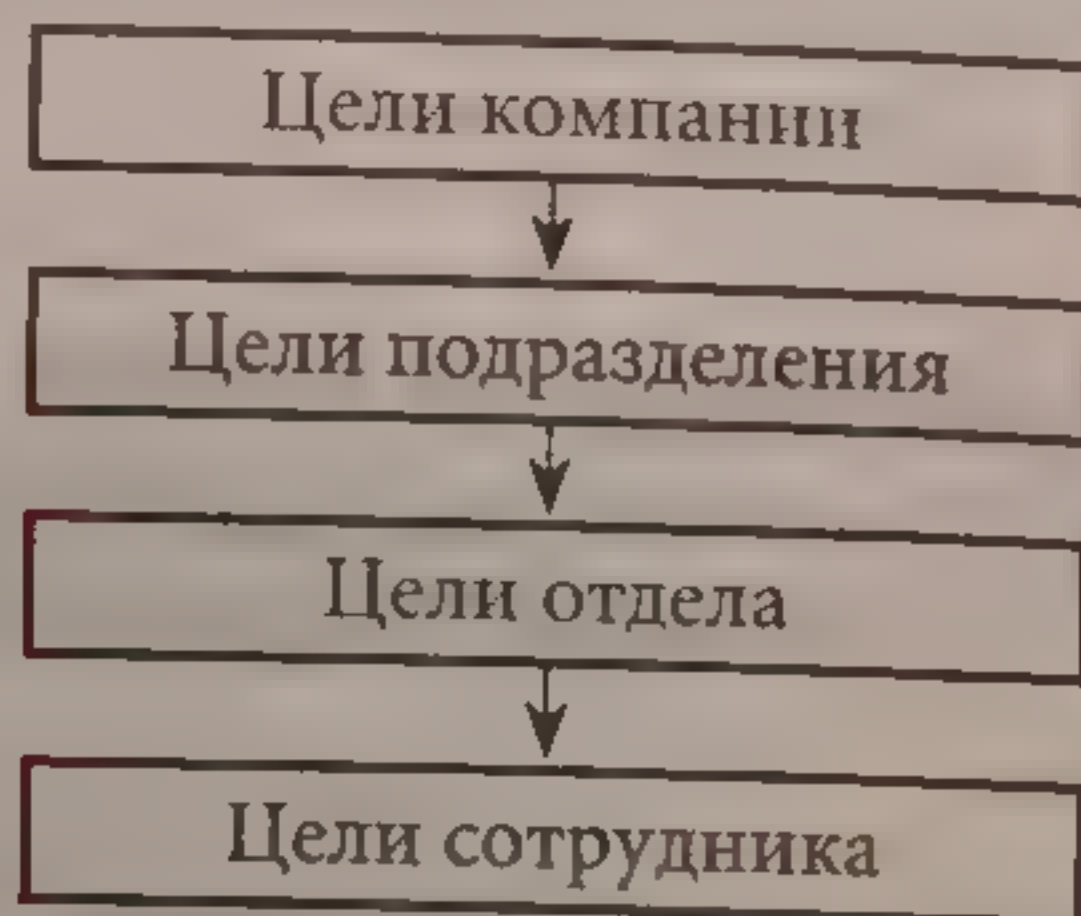 Цели компании
Цели подразделения
Цели отдела
Цели сотрудника